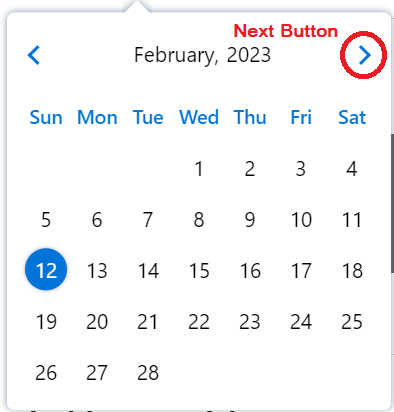 Next Button
February, 2023
Sun Mon Tue Wed Thu Fri Sat
1 2 3 4
5 6 7 8 9 10 11
12 13 14 15 16 17 18
19 20 21 22 23 24 25
26 27 28